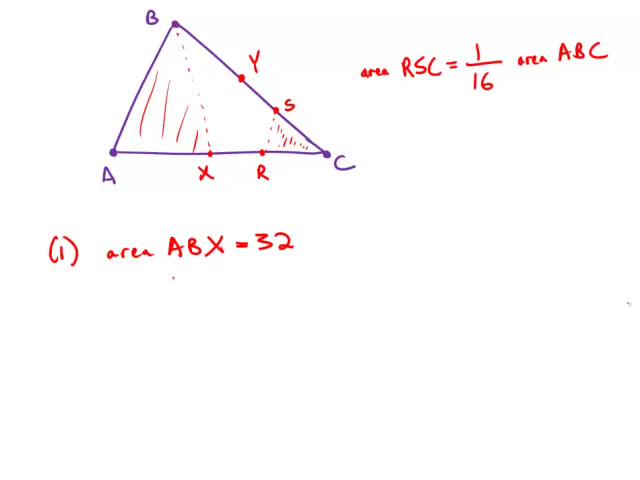 B
Y
area RSC = 1/16 area ABC
S
A
X
R
C
(1) area ABX = 32